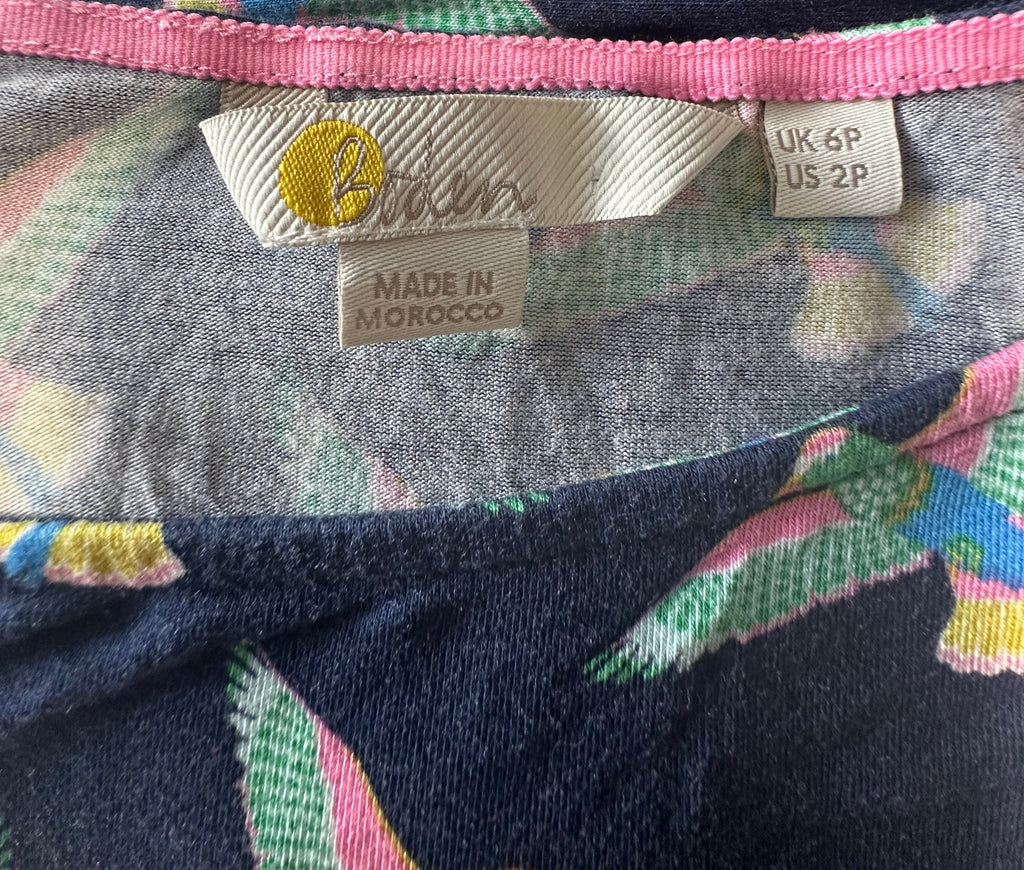 Boden
UK 6P
US 2P
MADE IN
MOROCCO